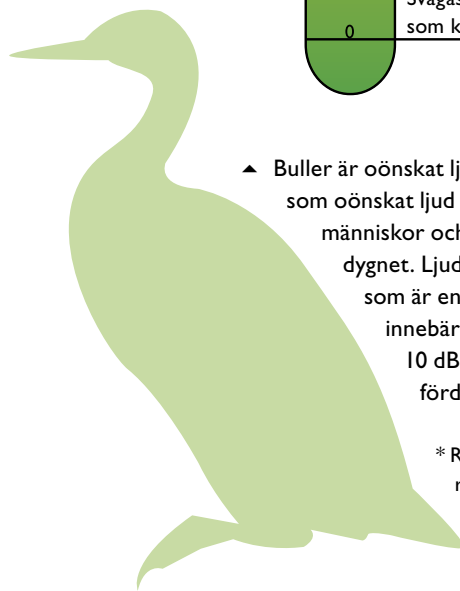 som k
0
▲ Buller är oönskat lj
som oönskat ljud
människor och
dygnet. Ljud
som är en
innebär
10 dB
förd
* R